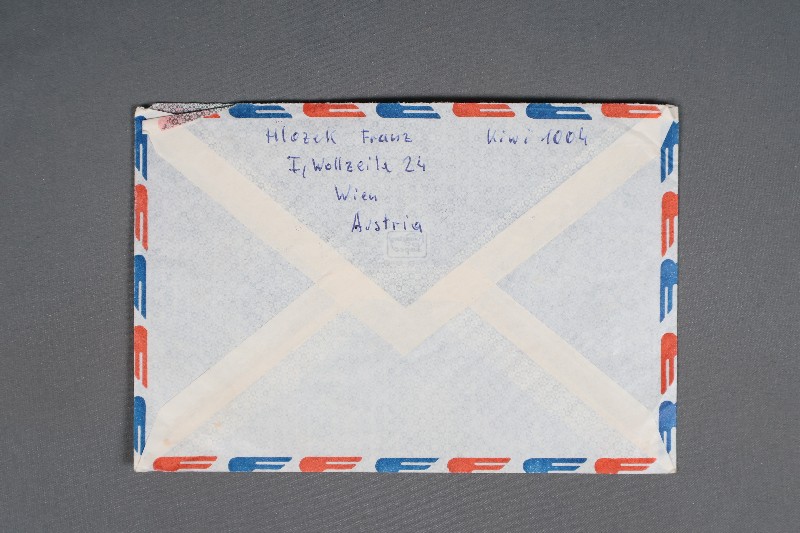 Hlozek Franz Kiwi 1004
I, Wollzeile 24
Wien
Austria